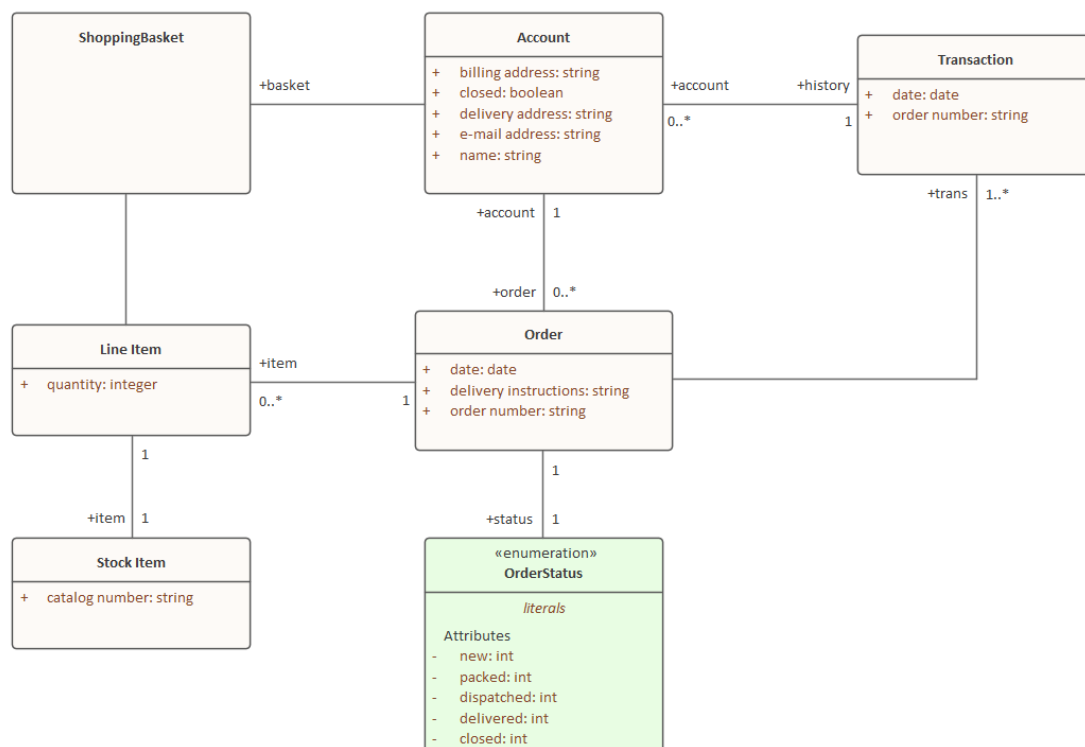 ShoppingBasket
+basket
Account
+ billing address: string
+ closed: boolean
+ delivery address: string
+ e-mail address: string
+ name: string
+account
0..*
+history
1
Transaction
+ date: date
+ order number: string
+trans
1..*
+account
1
+order
0..*
Line Item
+ quantity: integer
+item
0..*
1
Order
+ date: date
+ delivery instructions: string
+ order number: string
1
+item
1
Stock Item
+ catalog number: string
1
+status
1
«enumeration»
OrderStatus
literals
Attributes
- new: int
- packed: int
- dispatched: int
- delivered: int
- closed: int